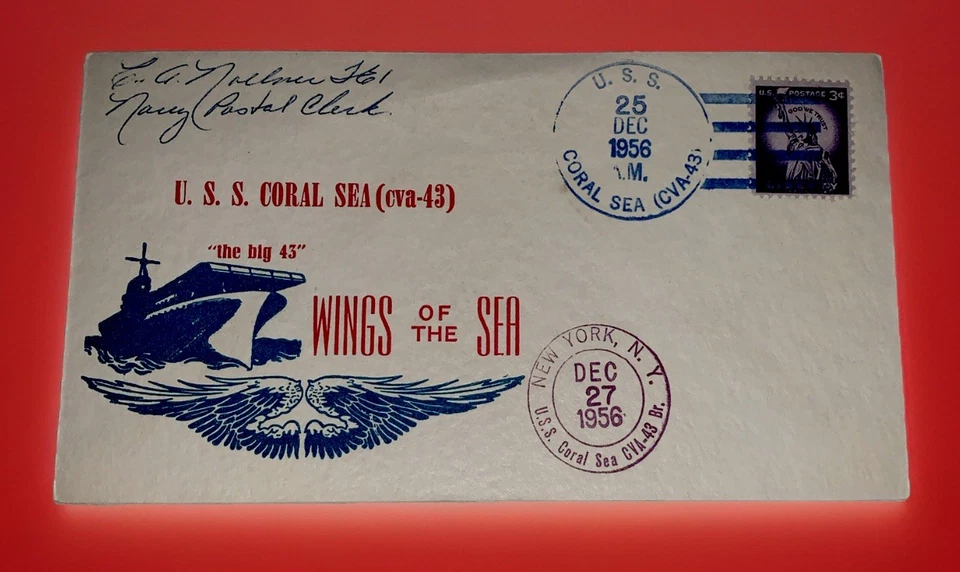 Navy Postal Clerk.
U. S. S.
25
DEC
1956
.M.
CORAL SEA (CVA-43)
U.S. POSTAGE 3¢
IN GOD WE TRUST
U. S. S. CORAL SEA (cva-43)
"the big 43"
WINGS OF THE SEA
NEW YORK, N. Y.
DEC
27
1956
U.S.S. Coral Sea CVA-43 Br.